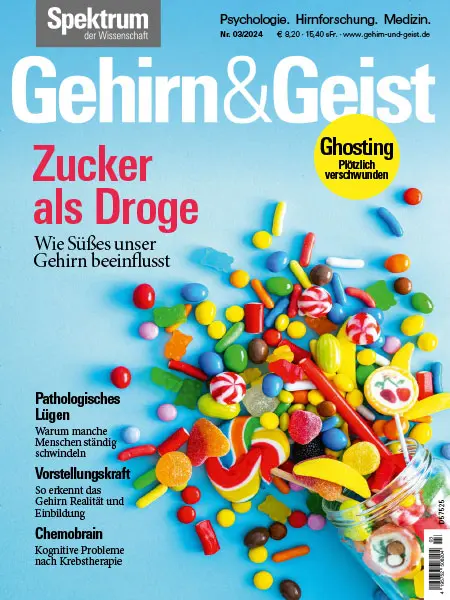 Spektrum
der Wissenschaft
Psychologie. Hirnforschung. Medizin.
Nr. 03/2024 € 9,20 · 15,40 sFr. · www.gehirn-und-geist.de
Gehirn&Geist
Ghosting
Plötzlich
verschwunden
Zucker
als Droge
Wie Süßes unser
Gehirn beeinflusst
Pathologisches
Lügen
Warum manche
Menschen ständig
schwindeln
Vorstellungskraft
So erkennt das
Gehirn Realität und
Einbildung
Chemobrain
Kognitive Probleme
nach Krebstherapie
D57525